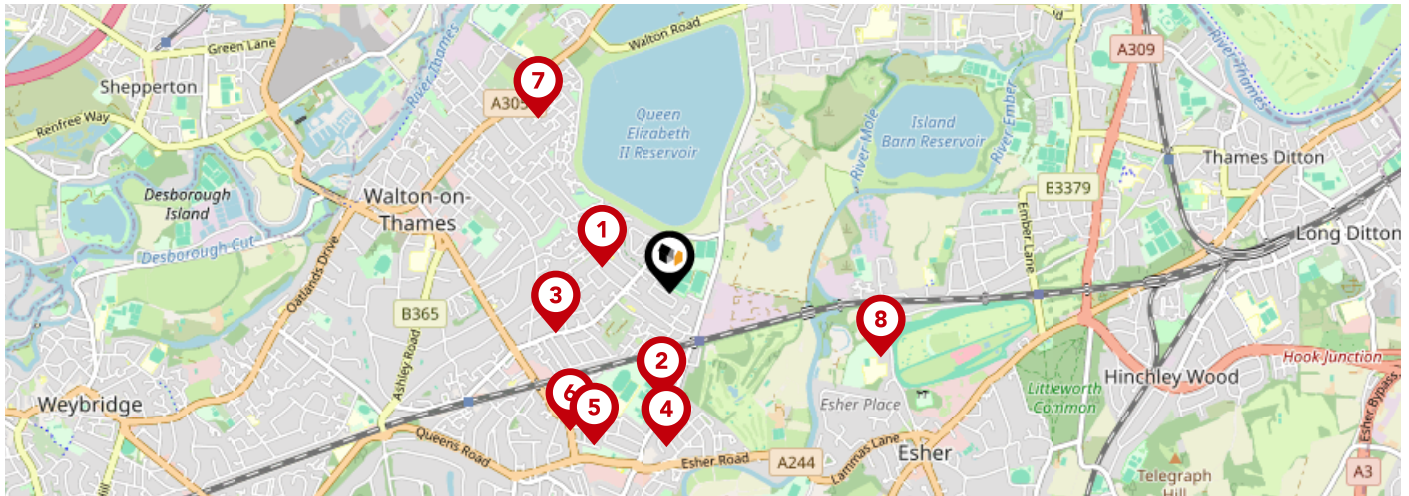 Walton Road
Green Lane
Shepperton
River Thames
A309
River Thames
7
A305
Queen
Elizabeth
II Reservoir
River Mole
Island
Barn Reservoir
River Ember
Renfree Way
Thames Ditton
Desborough
Island
Walton-on-
Thames
E3379
Ember Lane
1
Long Ditton
Desborough Cut
Oatlands Drive
3
B365
8
Ashley Road
2
Hook Junction
Hinchley Wood
6
5
4
Esher Place
Littleworth
Common
Weybridge
Esher Bypass
Queens Road
Esher Road
A244
Lammas Lane
Esher
Telegraph
Hill
A3